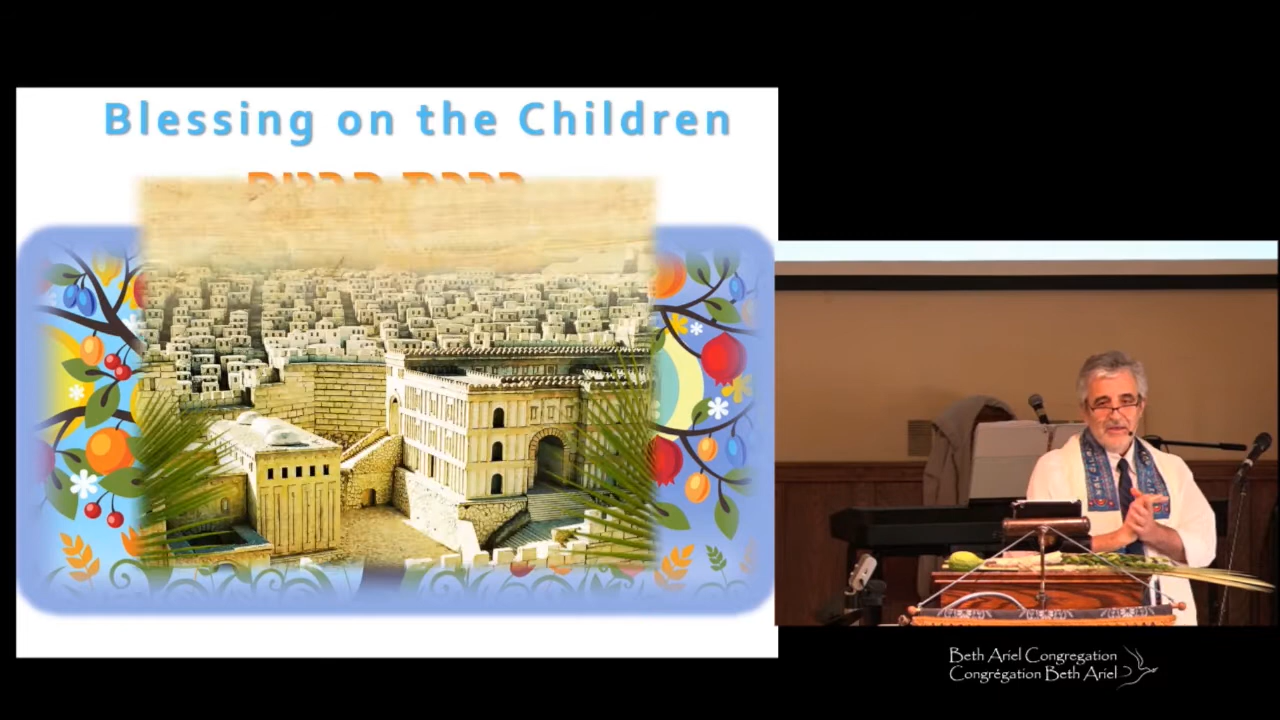 Blessing on the Children
Beth Ariel Congregation
Congrégation Beth Ariel